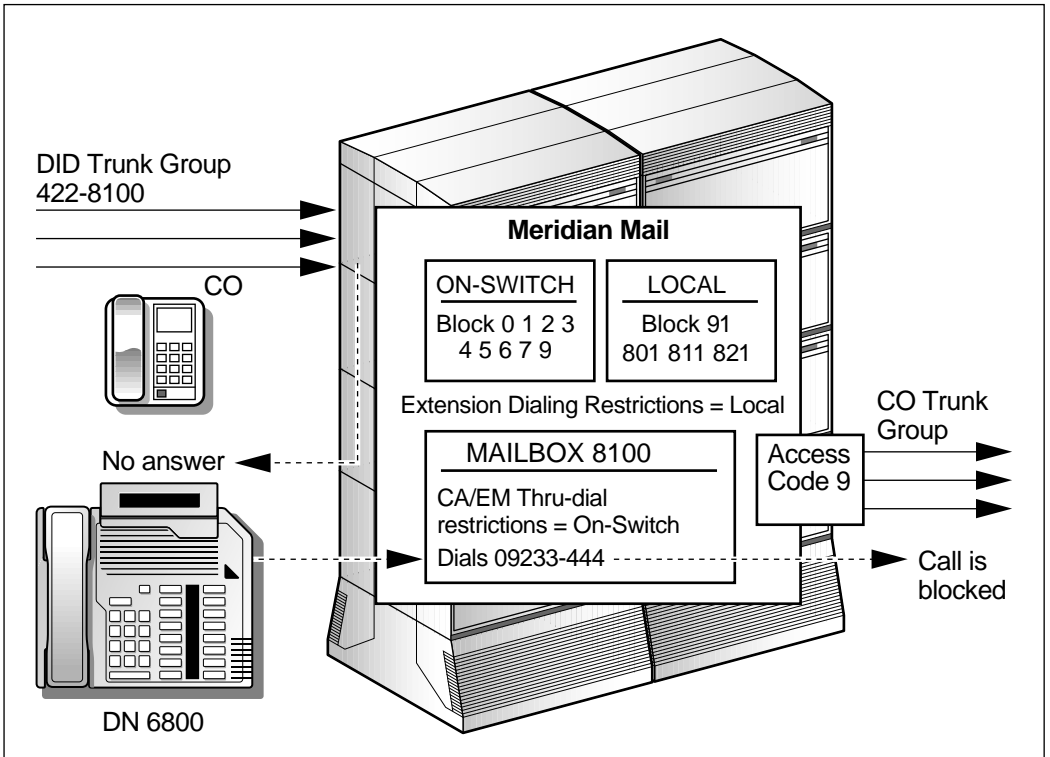 DID Trunk Group
422-8100
CO
No answer
DN 6800
Meridian Mail
ON-SWITCH
Block 0 1 2 3
4 5 6 7 9
LOCAL
Block 91
801 811 821
Extension Dialing Restrictions = Local
MAILBOX 8100
CA/EM Thru-dial
restrictions = On-Switch
Dials 09233-444
Access
Code 9
CO Trunk
Group
Call is
blocked